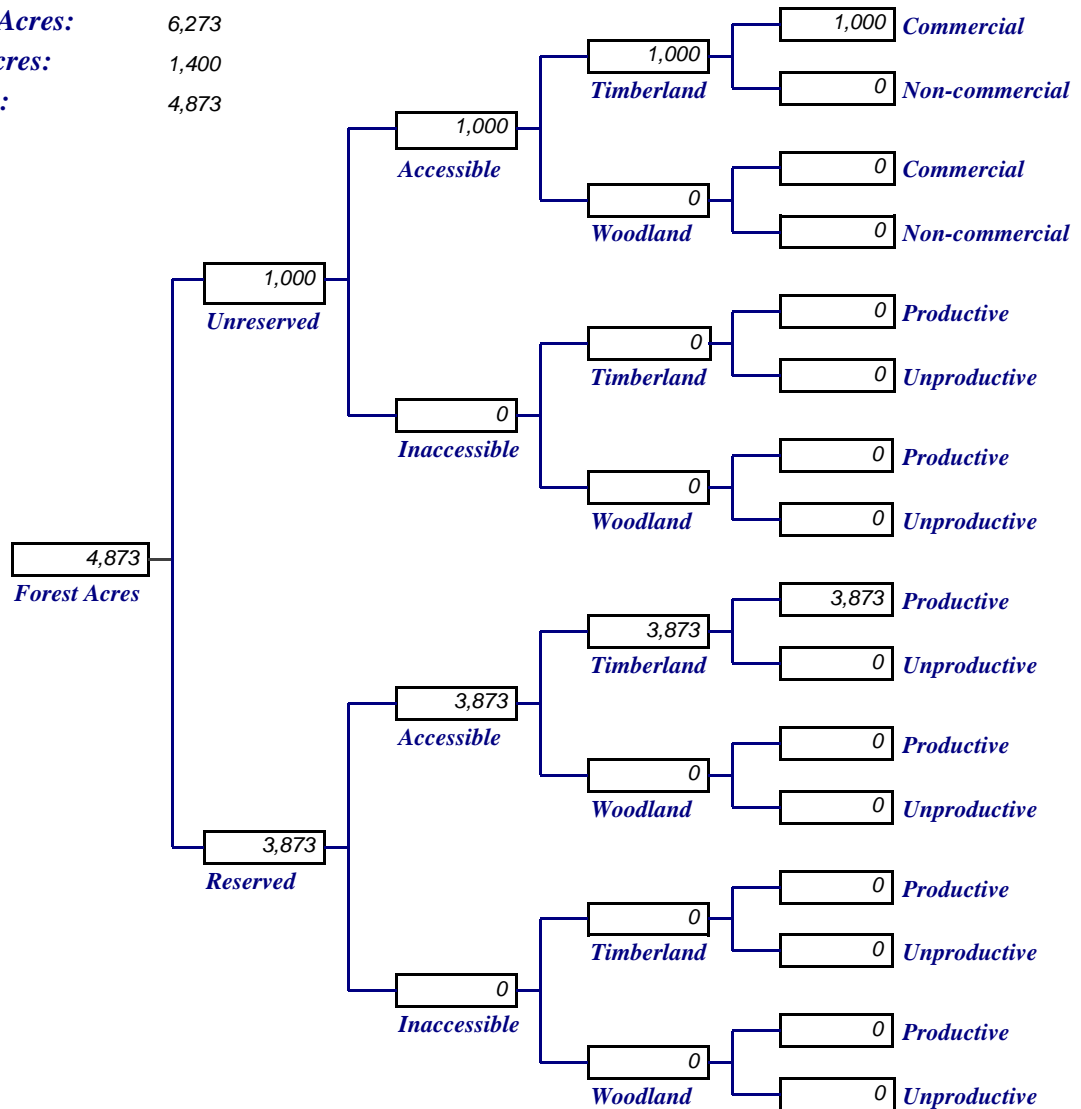 Acres: 6,273
cres: 1,400
: 4,873
1,000 Commercial
1,000
Timberland
0 Non-commercial
1,000
Accessible
0 Commercial
0
Woodland
0 Non-commercial
1,000
Unreserved
0 Productive
0
Timberland
0 Unproductive
0
Inaccessible
0 Productive
0
Woodland
0 Unproductive
4,873
Forest Acres
3,873 Productive
3,873
Timberland
0 Unproductive
3,873
Accessible
0 Productive
0
Woodland
0 Unproductive
3,873
Reserved
0 Productive
0
Timberland
0 Unproductive
0
Inaccessible
0 Productive
0
Woodland
0 Unproductive